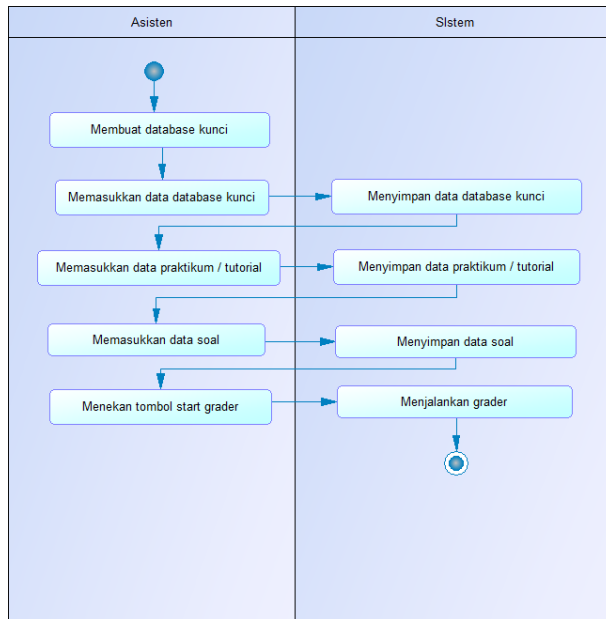 Asisten
SIstem
Membuat database kunci
Memasukkan data database kunci
Menyimpan data database kunci
Memasukkan data praktikum / tutorial
Menyimpan data praktikum / tutorial
Memasukkan data soal
Menyimpan data soal
Menekan tombol start grader
Menjalankan grader